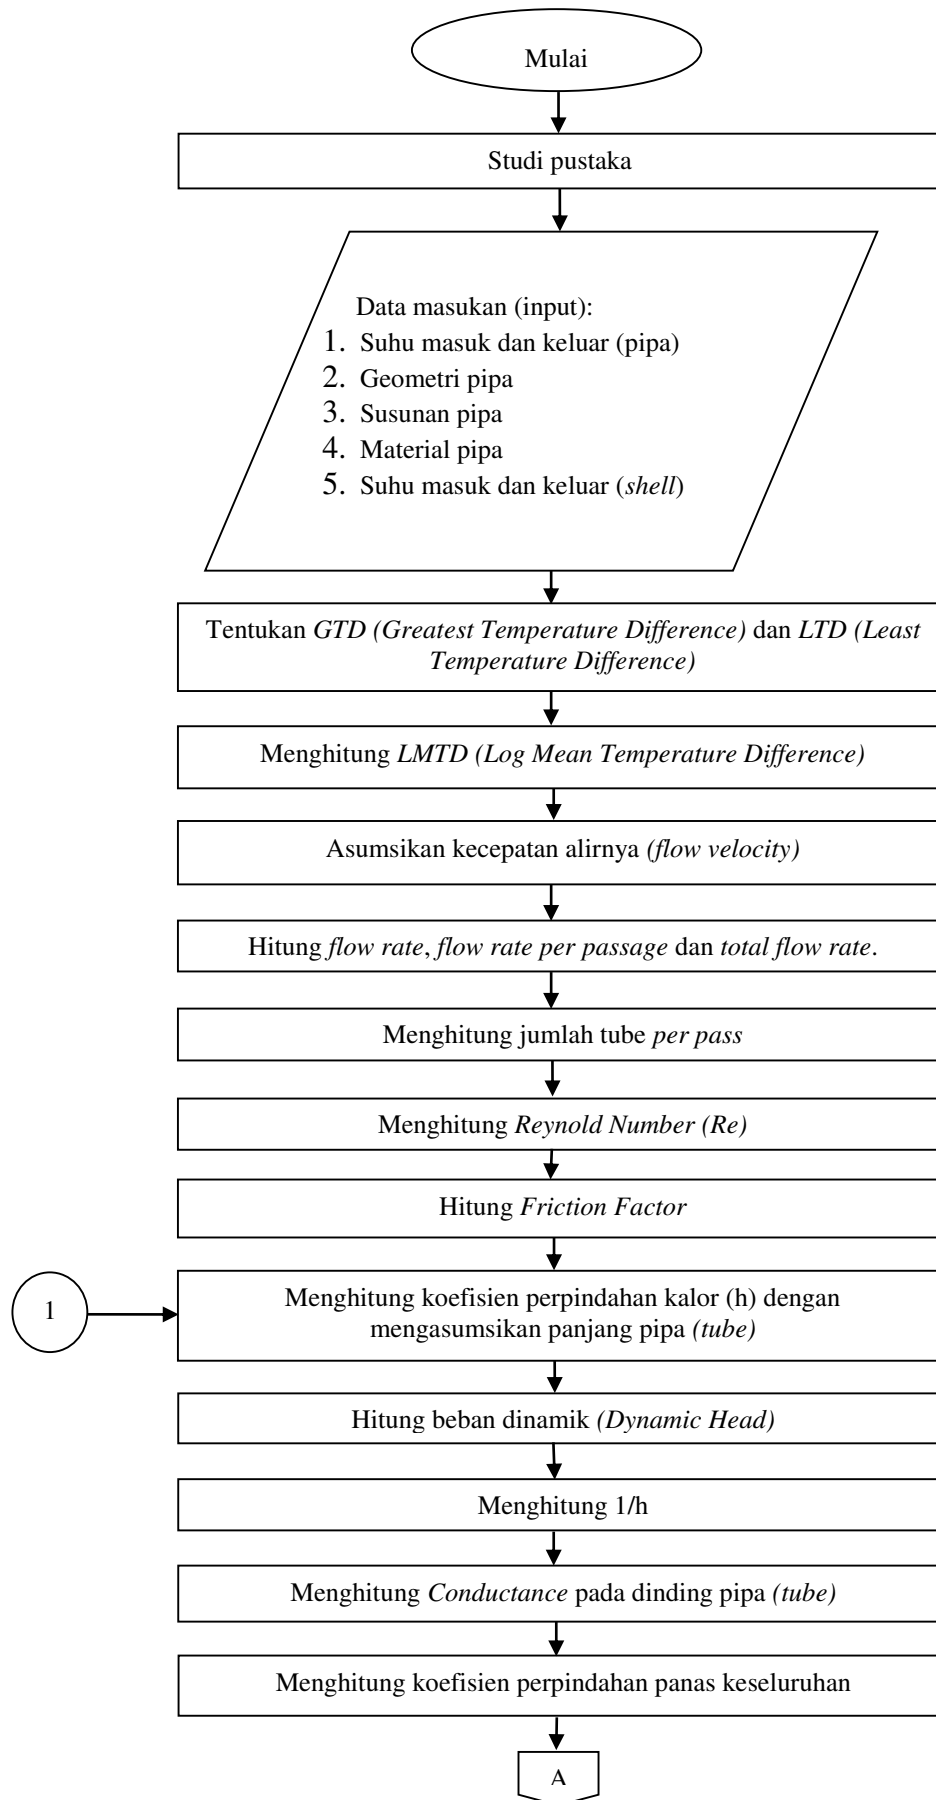 Mulai
Studi pustaka
Data masukan (input):
1. Suhu masuk dan keluar (pipa)
2. Geometri pipa
3. Susunan pipa
4. Material pipa
5. Suhu masuk dan keluar (shell)
Tentukan GTD (Greatest Temperature Difference) dan LTD (Least
Temperature Difference)
Menghitung LMTD (Log Mean Temperature Difference)
Asumsikan kecepatan alirnya (flow velocity)
Hitung flow rate, flow rate per passage dan total flow rate.
Menghitung jumlah tube per pass
Menghitung Reynold Number (Re)
Hitung Friction Factor
1
Menghitung koefisien perpindahan kalor (h) dengan
mengasumsikan panjang pipa (tube)
Hitung beban dinamik (Dynamic Head)
Menghitung 1/h
Menghitung Conductance pada dinding pipa (tube)
Menghitung koefisien perpindahan panas keseluruhan
A